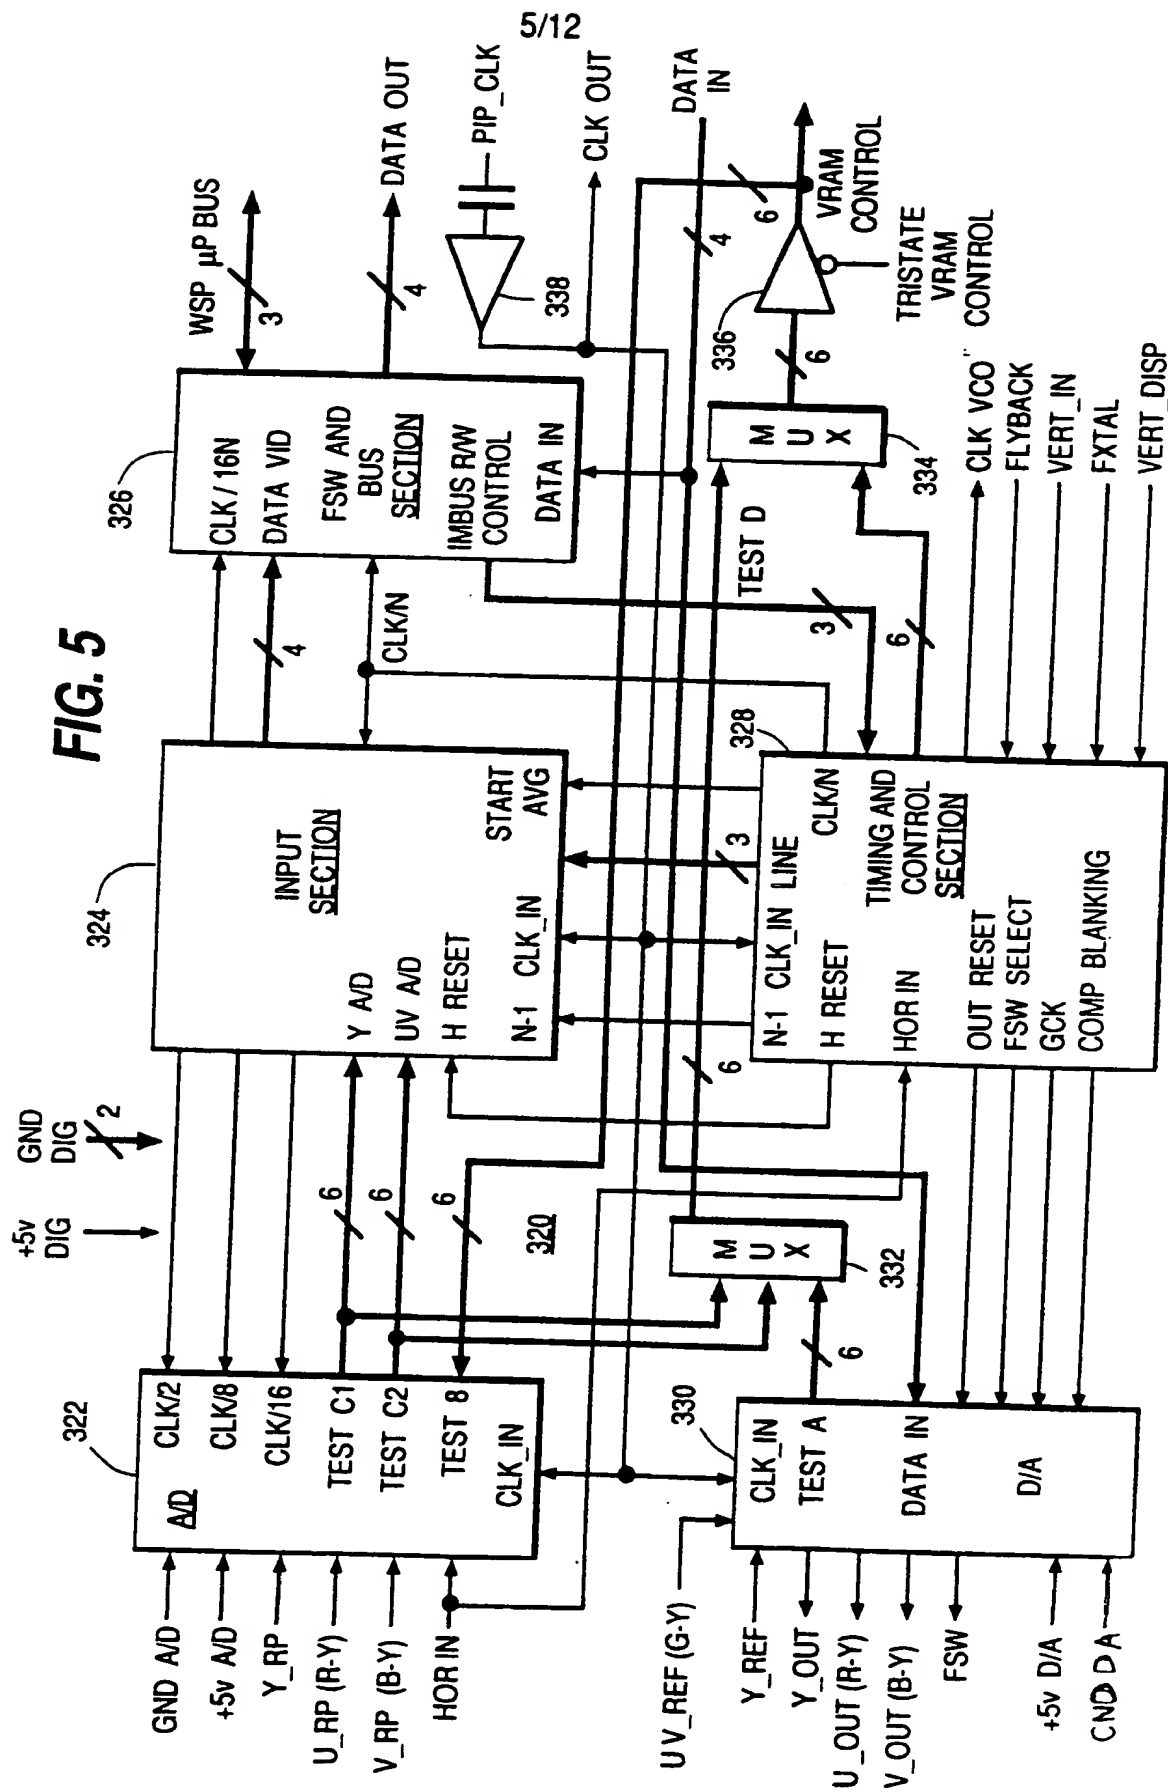 5/12
FIG. 5
GND A/D
+5v A/D
Y_RP
U_RP (R-Y)
V_RP (B-Y)
HOR IN
322
A/D
CLK/2
CLK/8
CLK/16
TEST C1
TEST C2
TEST 8
CLK_IN
+5v
DIG
GND
DIG
2
6
6
6
320
324
INPUT
SECTION
Y A/D
UV A/D
H RESET
N-1
CLK_IN
START
AVG
4
CLK/N
326
CLK / 16N
DATA VID
FSW AND
BUS
SECTION
IMBUS R/W
CONTROL
DATA IN
WSP µP BUS
3
DATA OUT
4
338
PIP_CLK
CLK OUT
DATA
IN
4
6
VRAM
CONTROL
336
TRISTATE
VRAM
CONTROL
6
M
U
X
334
TEST D
3
6
M
U
X
332
6
6
3
328
N-1
CLK_IN
LINE
CLK/N
H RESET
HOR IN
TIMING AND
CONTROL
SECTION
OUT RESET
FSW SELECT
GCK
COMP BLANKING
CLK VCO"
FLYBACK
VERT_IN
FXTAL
VERT_DISP
330
CLK_IN
TEST A
DATA IN
D/A
UV_REF (G-Y)
Y_REF
Y_OUT
U_OUT (R-Y)
V_OUT (B-Y)
FSW
+5v D/A
GND D A